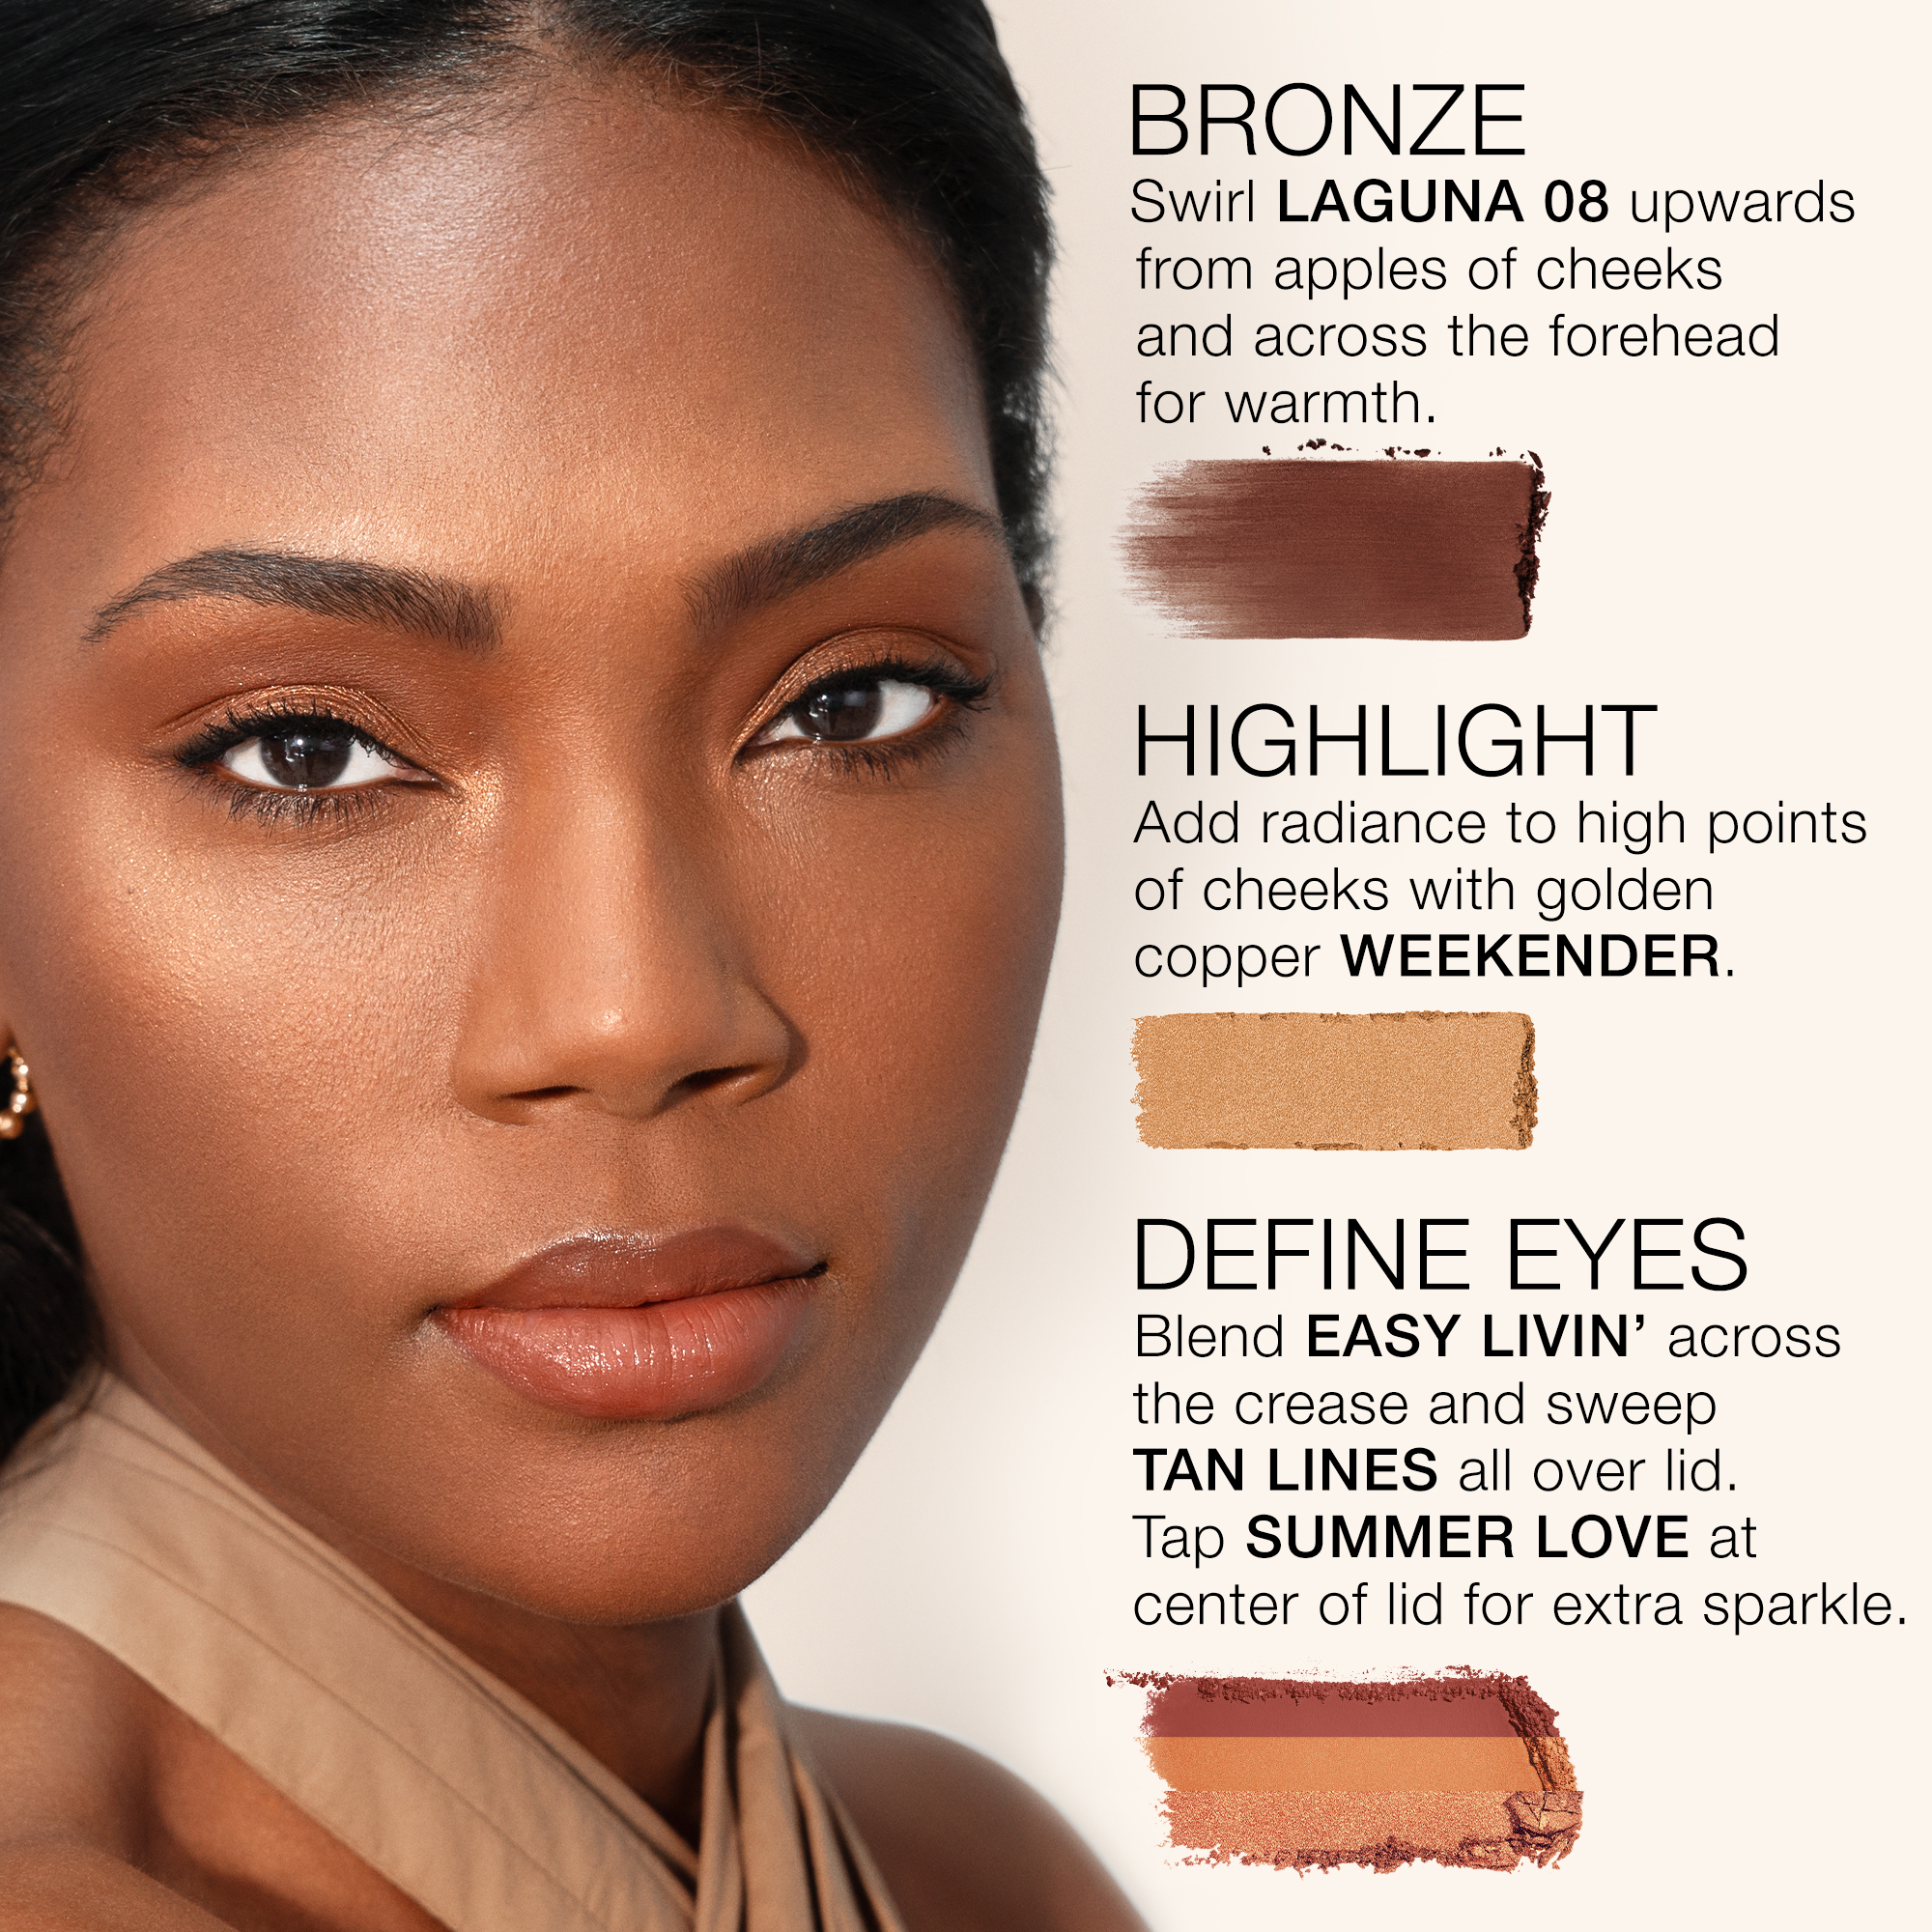 BRONZE
Swirl LAGUNA 08 upwards
from apples of cheeks
and across the forehead
for warmth.
HIGHLIGHT
Add radiance to high points
of cheeks with golden
copper WEEKENDER.
DEFINE EYES
Blend EASY LIVIN’ across
the crease and sweep
TAN LINES all over lid.
Tap SUMMER LOVE at
center of lid for extra sparkle.